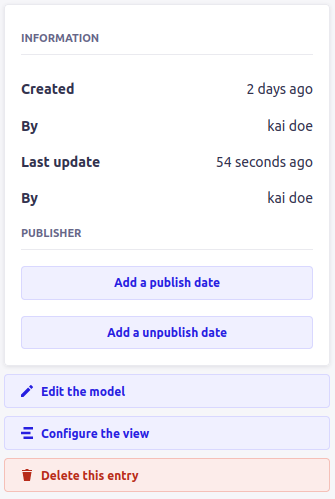 INFORMATION
Created 2 days ago
By kai doe
Last update 54 seconds ago
By kai doe
PUBLISHER
Add a publish date
Add a unpublish date
Edit the model
Configure the view
Delete this entry